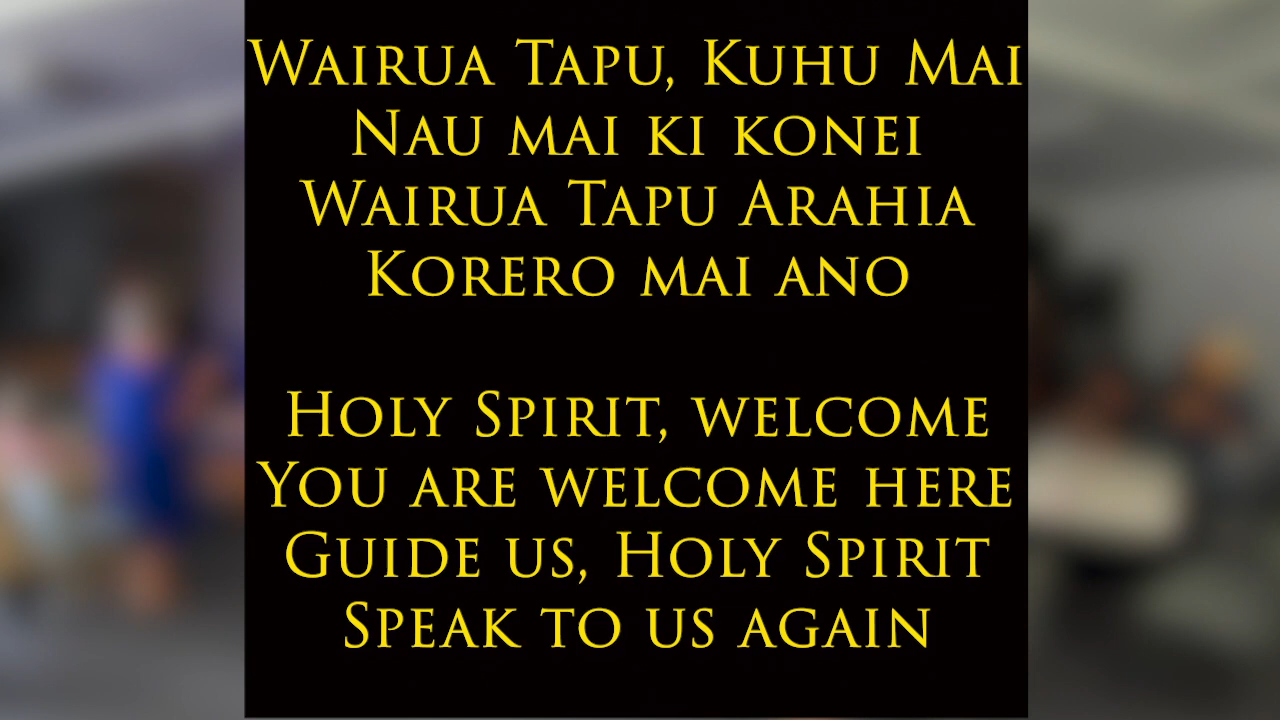 Wairua Tapu, Kuhu Mai
Nau mai ki konei
Wairua Tapu Arahia
Korero mai ano
Holy Spirit, welcome
You are welcome here
Guide us, Holy Spirit
Speak to us again